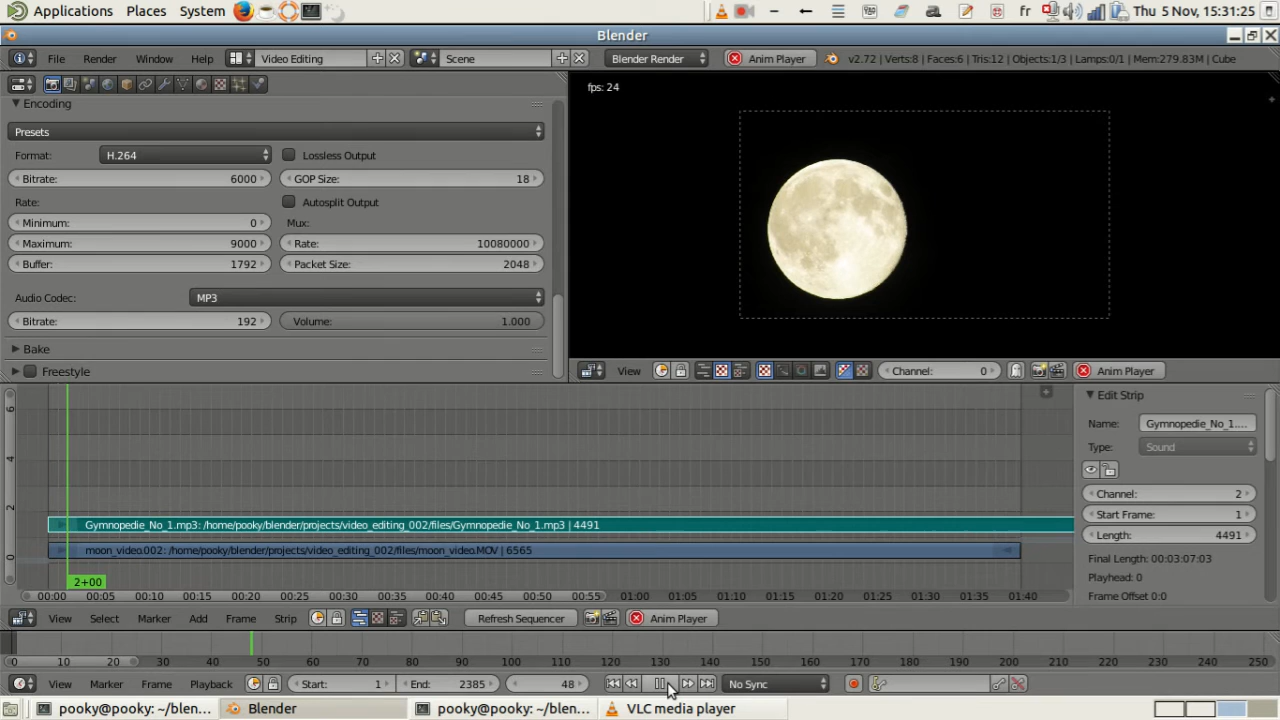 Applications Places System fr Thu 5 Nov, 15:31:25
Blender
File Render Window Help Video Editing Scene Blender Render Anim Player v2.72 | Verts:8 | Faces:6 | Tris:12 | Objects:1/3 | Lamps:0/1 | Mem:279.83M | Cube
Encoding
Presets
Format: H.264 Lossless Output
Bitrate: 6000 GOP Size: 18
Rate: Autosplit Output
Minimum: 0 Mux:
Maximum: 9000 Rate: 10080000
Buffer: 1792 Packet Size: 2048
Audio Codec: MP3
Bitrate: 192 Volume: 1.000
Bake
Freestyle
fps: 24
View Channel: 0 Anim Player
6
4
2
0
Gymnopedie_No_1.mp3: /home/pooky/blender/projects/video_editing_002/files/Gymnopedie_No_1.mp3 | 4491
moon_video.002: /home/pooky/blender/projects/video_editing_002/files/moon_video.MOV | 6565
2+00
00:00 00:05 00:10 00:15 00:20 00:25 00:30 00:35 00:40 00:45 00:50 00:55 01:00 01:05 01:10 01:15 01:20 01:25 01:30 01:35 01:40
Edit Strip
Name: Gymnopedie_No_1....
Type: Sound
Channel: 2
Start Frame: 1
Length: 4491
Final Length: 00:03:07:03
Playhead: 0
Frame Offset 0:0
View Select Marker Add Frame Strip Refresh Sequencer Anim Player
0 10 20 30 40 50 60 70 80 90 100 110 120 130 140 150 160 170 180 190 200 210 220 230 240 250
View Marker Frame Playback Start: 1 End: 2385 48 No Sync
pooky@pooky: ~/blen... Blender pooky@pooky: ~/blen... VLC media player